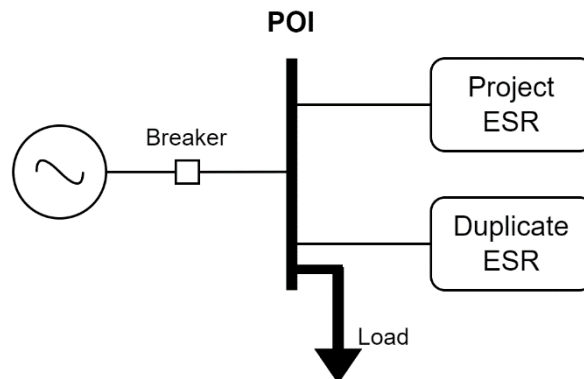 POI
Project
ESR
Breaker
Duplicate
ESR
Load